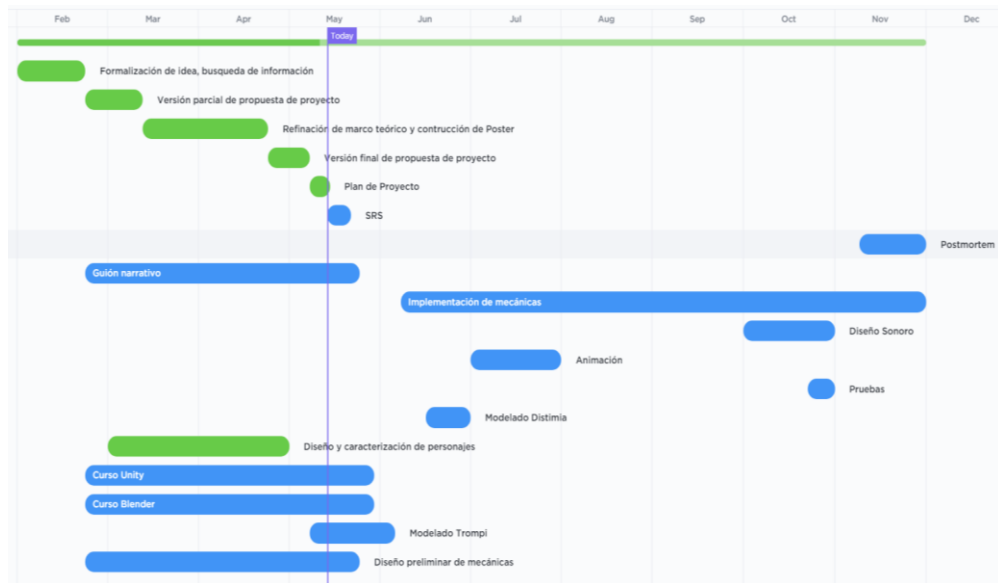 Feb Mar Apr May Jun Jul Aug Sep Oct Nov Dec
Today
Formalización de idea, busqueda de información
Versión parcial de propuesta de proyecto
Refinación de marco teórico y contrucción de Poster
Versión final de propuesta de proyecto
Plan de Proyecto
SRS
Postmortem
Guión narrativo
Implementación de mecánicas
Diseño Sonoro
Animación
Pruebas
Modelado Distimia
Diseño y caracterización de personajes
Curso Unity
Curso Blender
Modelado Trompi
Diseño preliminar de mecánicas